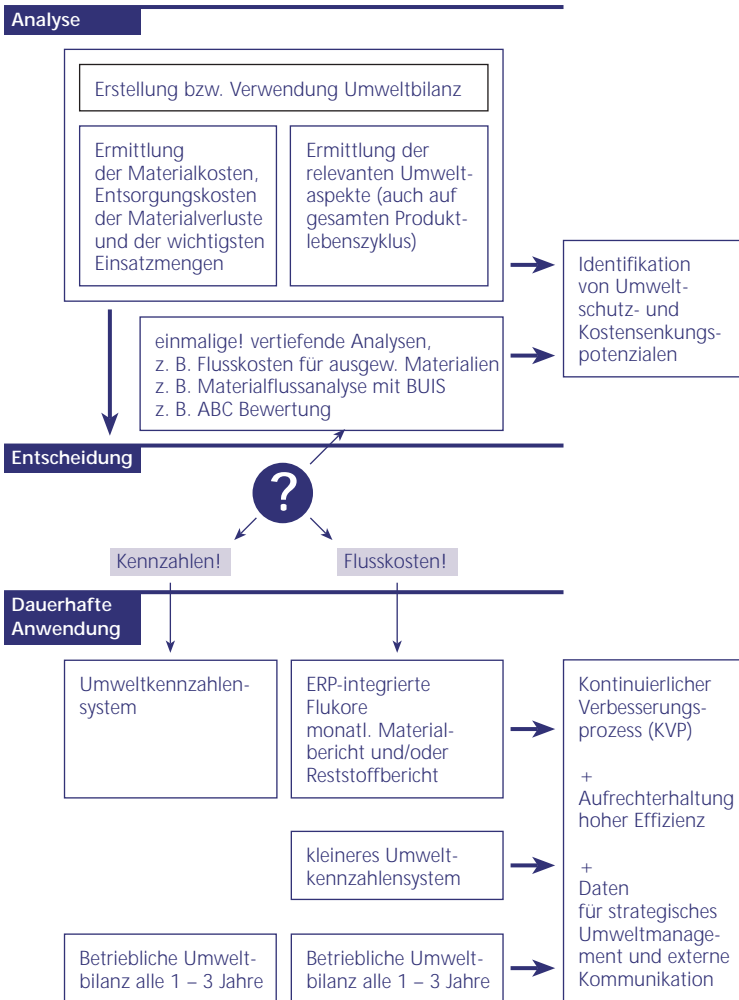 Analyse
Erstellung bzw. Verwendung Umweltbilanz
Ermittlung
der Materialkosten,
Entsorgungskosten
der Materialverluste
und der wichtigsten
Einsatzmengen
Ermittlung der
relevanten Umwelt-
aspekte (auch auf
gesamten Produkt-
lebenszyklus)
Identifikation
von Umwelt-
schutz- und
Kostensenkungs-
potenzialen
einmalige! vertiefende Analysen,
z. B. Flusskosten für ausgew. Materialien
z. B. Materialflussanalyse mit BUIS
z. B. ABC Bewertung
Entscheidung
?
Kennzahlen!
Flusskosten!
Dauerhafte
Anwendung
Umweltkennzahlen-
system
ERP-integrierte
Flukore
monatl. Material-
bericht und/oder
Reststoffbericht
kleineres Umwelt-
kennzahlensystem
Betriebliche Umwelt-
bilanz alle 1 – 3 Jahre
Betriebliche Umwelt-
bilanz alle 1 – 3 Jahre
Kontinuierlicher
Verbesserungs-
prozess (KVP)
+
Aufrechterhaltung
hoher Effizienz
+
Daten
für strategisches
Umweltmanage-
ment und externe
Kommunikation